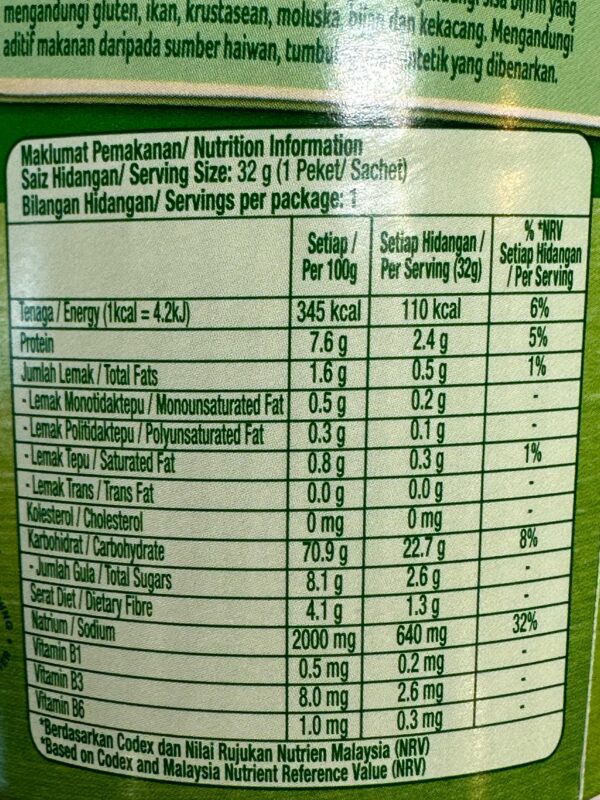 sisa bijirin yang
mengandungi gluten, ikan, krustasean, moluska, bijan dan kekacang. Mengandungi
aditif makanan daripada sumber haiwan, yang dibenarkan.
Maklumat Pemakanan/ Nutrition Information
Saiz Hidangan/ Serving Size: 32 g (1 Peket/ Sachet)
Bilangan Hidangan/ Servings per package: 1
Setiap / Per 100g Setiap Hidangan / Per Serving (32g) % *NRV Setiap Hidangan / Per Serving
Tenaga / Energy (1kcal = 4.2kJ) 345 kcal 110 kcal 6%
Protein 7.6 g 2.4 g 5%
Jumlah Lemak / Total Fats 1.6 g 0.5 g 1%
- Lemak Monotidaktepu / Monounsaturated Fat 0.5 g 0.2 g -
- Lemak Politidaktepu / Polyunsaturated Fat 0.3 g 0.1 g -
- Lemak Tepu / Saturated Fat 0.8 g 0.3 g 1%
- Lemak Trans / Trans Fat 0.0 g 0.0 g -
Kolesterol / Cholesterol 0 mg 0 mg -
Karbohidrat / Carbohydrate 70.9 g 22.7 g 8%
- Jumlah Gula / Total Sugars 8.1 g 2.6 g -
Serat Diet / Dietary Fibre 4.1 g 1.3 g -
Natrium / Sodium 2000 mg 640 mg 32%
Vitamin B1 0.5 mg 0.2 mg -
Vitamin B3 8.0 mg 2.6 mg -
Vitamin B6 1.0 mg 0.3 mg -
*Berdasarkan Codex dan Nilai Rujukan Nutrien Malaysia (NRV)
*Based on Codex and Malaysia Nutrient Reference Value (NRV)